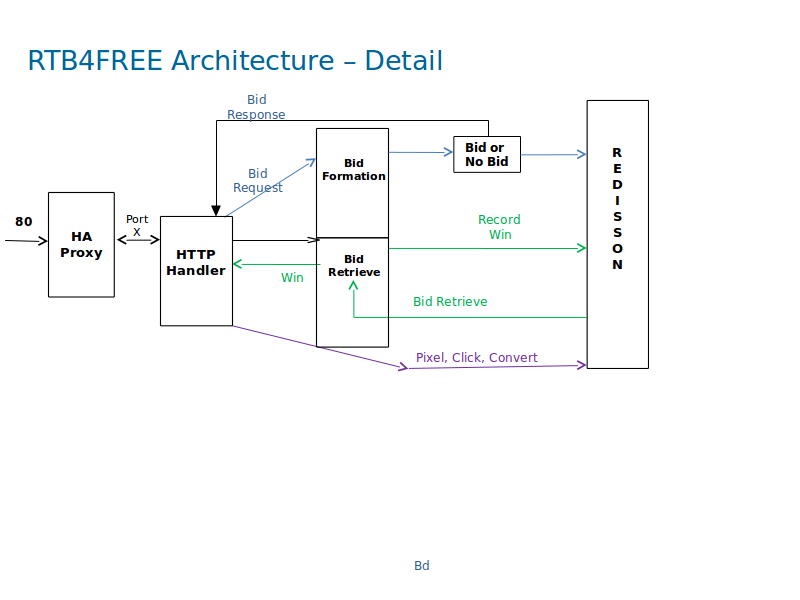 RTB4FREE Architecture – Detail
Bid
Response
Bid
Request
Bid
Formation
Bid or
No Bid
R
E
D
I
S
S
O
N
80
HA
Proxy
Port
X
HTTP
Handler
Bid
Retrieve
Win
Record
Win
Bid Retrieve
Pixel, Click, Convert
Bd